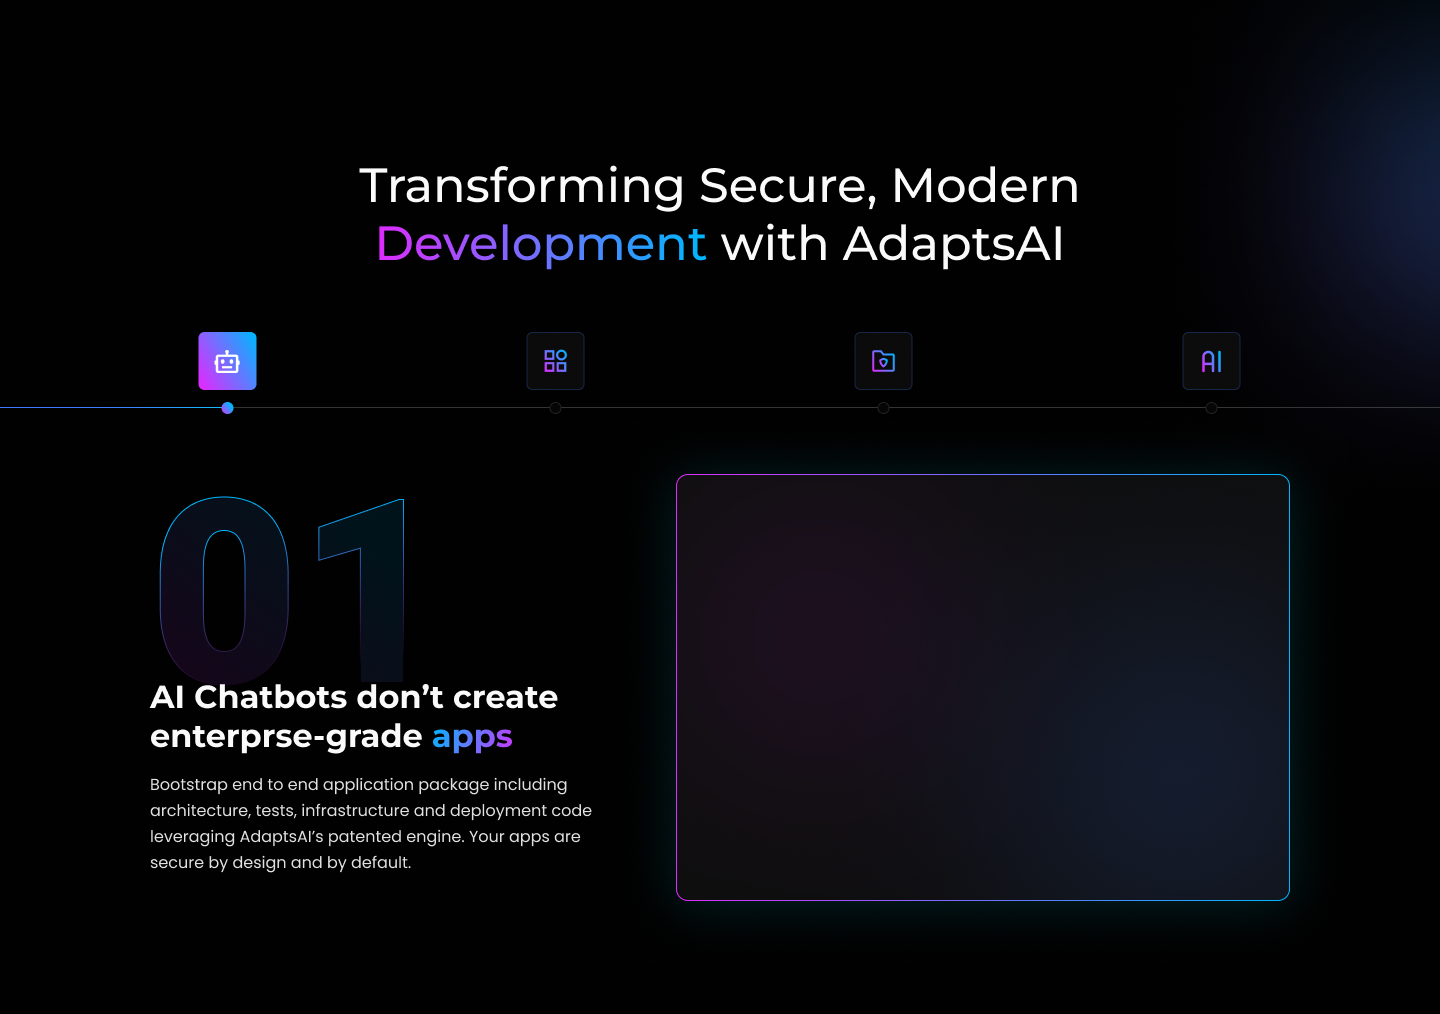 Transforming Secure, Modern
Development with AdaptsAI
AI
01
AI Chatbots don’t create
enterprse-grade apps
Bootstrap end to end application package including
architecture, tests, infrastructure and deployment code
leveraging AdaptsAI’s patented engine. Your apps are
secure by design and by default.